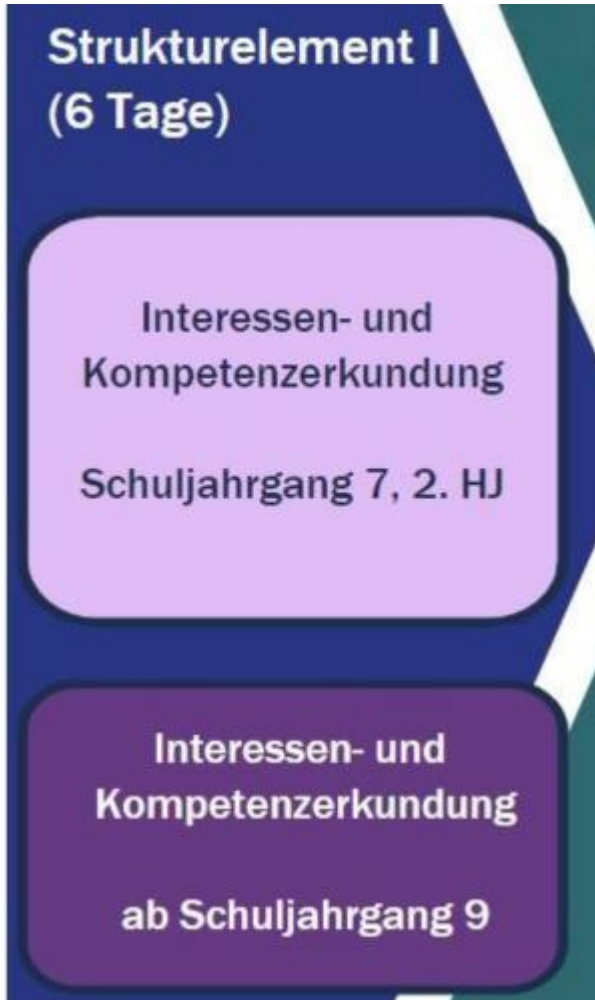 Strukturelement I
(6 Tage)
Interessen- und
Kompetenzerkundung
Schuljahrgang 7, 2. HJ
Interessen- und
Kompetenzerkundung
ab Schuljahrgang 9